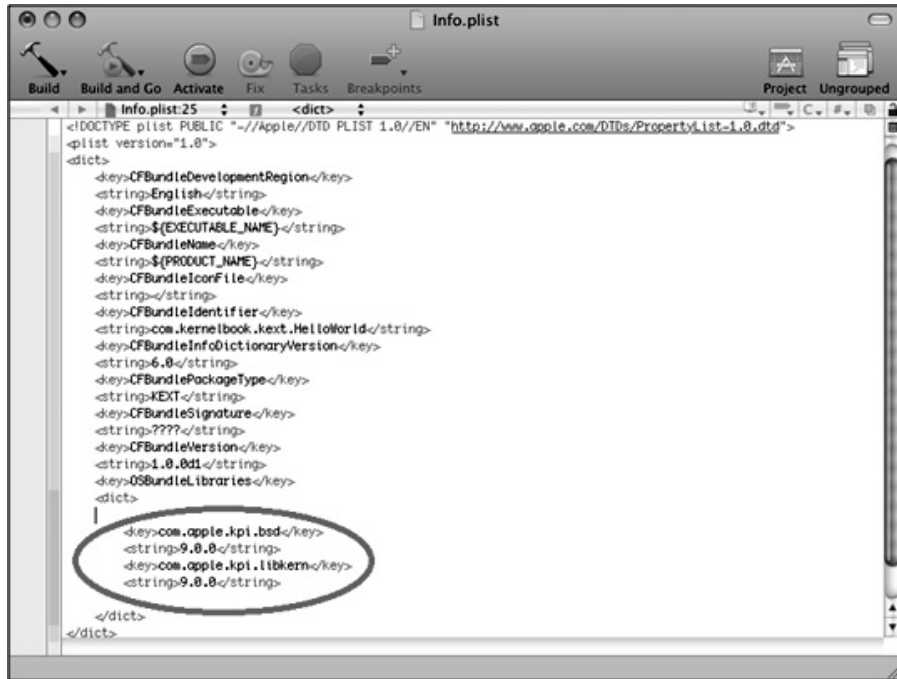 Info.plist
Build Build and Go Activate Fix Tasks Breakpoints Project Ungrouped
Info.plist:25 <dict> C #
<!DOCTYPE plist PUBLIC "-//Apple//DTD PLIST 1.0//EN" "http://www.apple.com/DTDs/PropertyList-1.0.dtd">
<plist version="1.0">
<dict>
<key>CFBundleDevelopmentRegion</key>
<string>English</string>
<key>CFBundleExecutable</key>
<string>${EXECUTABLE_NAME}</string>
<key>CFBundleName</key>
<string>${PRODUCT_NAME}</string>
<key>CFBundleIconFile</key>
<string></string>
<key>CFBundleIdentifier</key>
<string>com.kernelbook.kext.HelloWorld</string>
<key>CFBundleInfoDictionaryVersion</key>
<string>6.0</string>
<key>CFBundlePackageType</key>
<string>KEXT</string>
<key>CFBundleSignature</key>
<string>????</string>
<key>CFBundleVersion</key>
<string>1.0.0d1</string>
<key>OSBundleLibraries</key>
<dict>
<key>com.apple.kpi.bsd</key>
<string>9.0.0</string>
<key>com.apple.kpi.libkern</key>
<string>9.0.0</string>
</dict>
</dict>